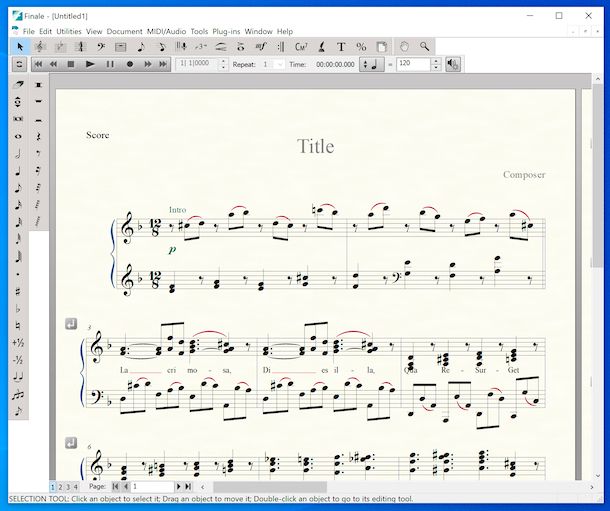 Finale - [Untitled1]
File Edit Utilities View Document MIDI/Audio Tools Plug-ins Window Help
1| 1|0000 Repeat: 1 Time: 00:00:00.000 = 120
Score
Title
Composer
Intro
12 8
p
12 8
3
La cri mo - sa, Di es il - la, Qua Re - Sur - Get
6
1 2 3 4 Page: 1
SELECTION TOOL: Click an object to select it; Drag an object to move it; Double-click an object to go to its editing tool.